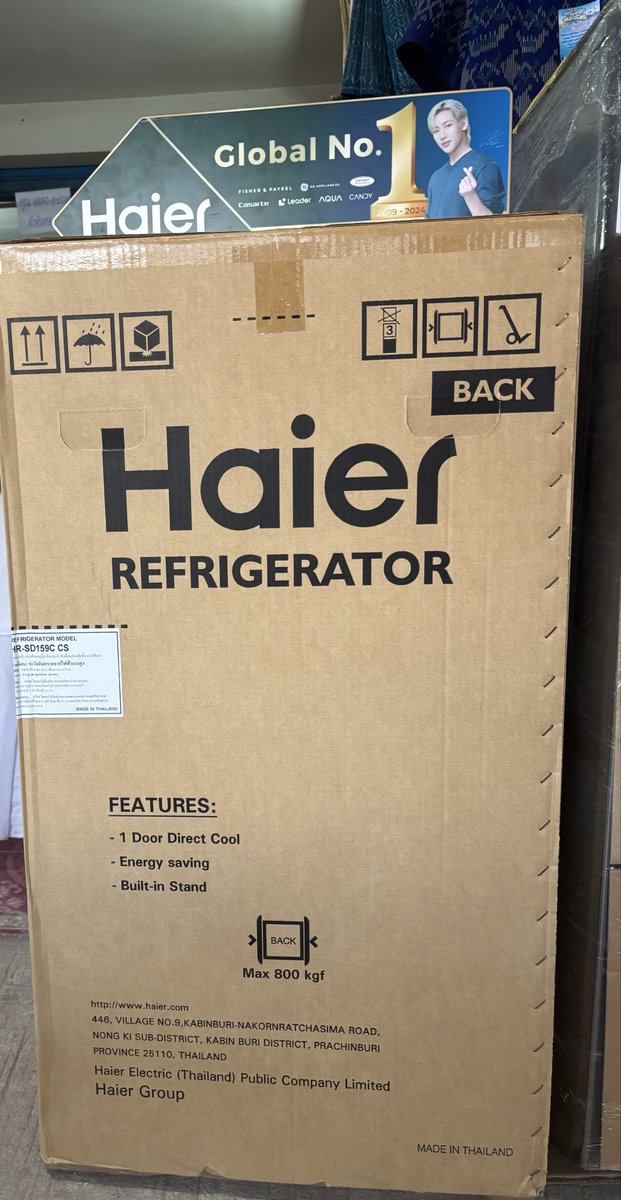 Global No. 1
FISHER & PAYKEL GE APPLIANCES
Casarte Leader AQUA CANDY
2009 - 2024
Haier
3
BACK
Haier
REFRIGERATOR
REFRIGERATOR MODEL
HR-SD159C CS
MADE IN THAILAND
FEATURES:
- 1 Door Direct Cool
- Energy saving
- Built-in Stand
BACK
Max 800 kgf
http://www.haier.com
446, VILLAGE NO.9,KABINBURI-NAKORNRATCHASIMA ROAD,
NONG KI SUB-DISTRICT, KABIN BURI DISTRICT, PRACHINBURI
PROVINCE 25110, THAILAND
Haier Electric (Thailand) Public Company Limited
Haier Group
MADE IN THAILAND